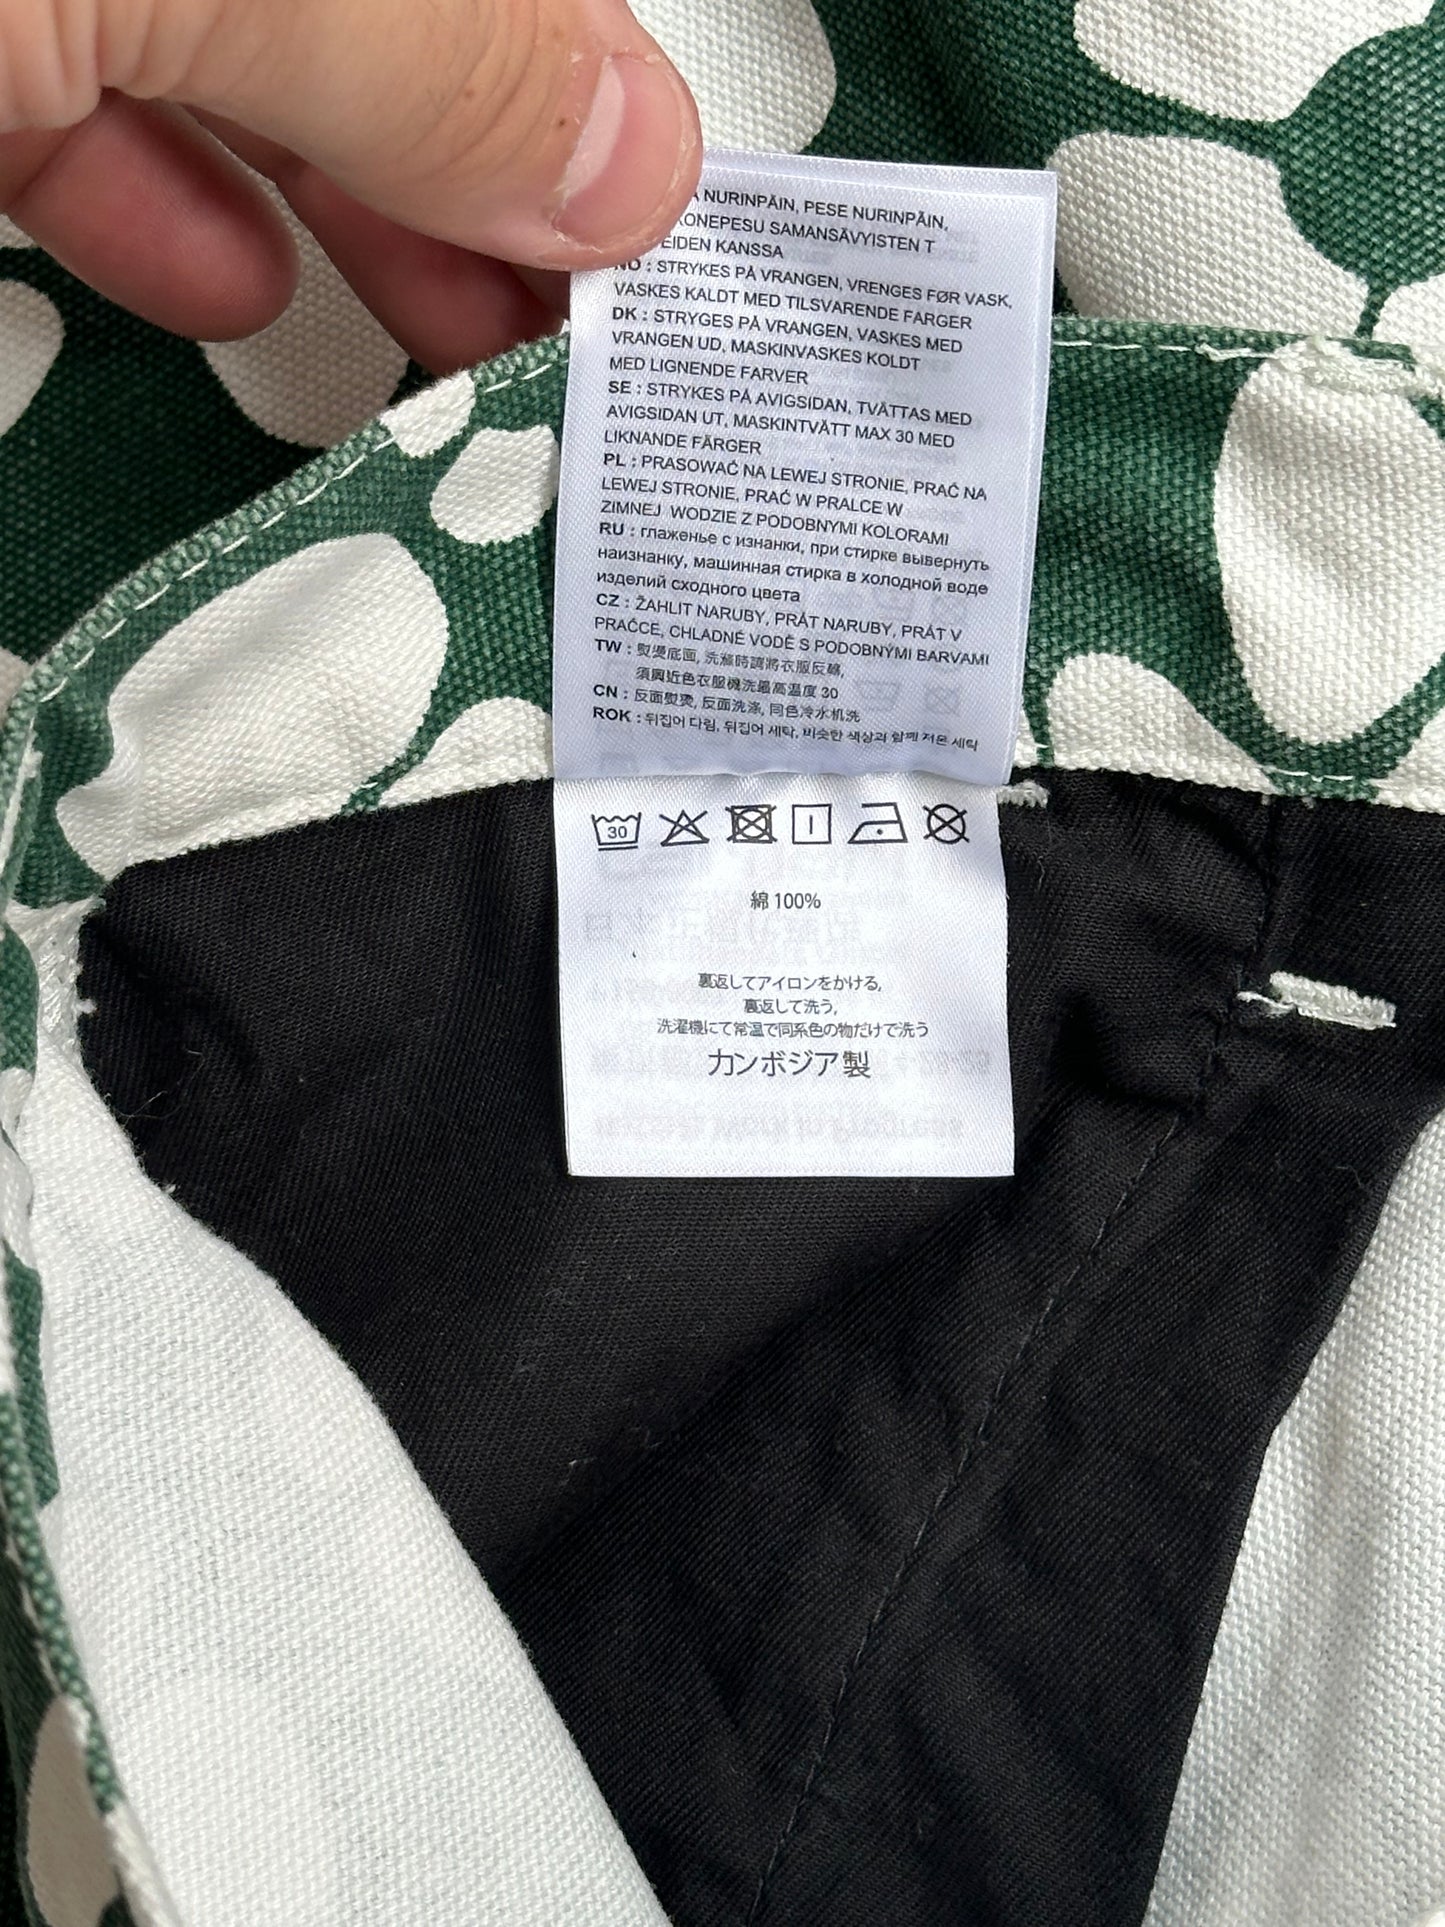 NURINPÄIN, PESE NURINPÄIN,
KONEPESU SAMANSÄVYISTEN T
EIDEN KANSSA
NO : STRYKES PÅ VRANGEN, VRENGES FØR VASK,
VASKES KALDT MED TILSVARENDE FARGER
DK : STRYGES PÅ VRANGEN, VASKES MED
VRANGEN UD, MASKINVASKES KOLDT
MED LIGNENDE FARVER
SE : STRYKES PÅ AVIGSIDAN, TVÄTTAS MED
AVIGSIDAN UT, MASKINTVÄTT MAX 30 MED
LIKNANDE FÄRGER
PL : PRASOWAĆ NA LEWEJ STRONIE, PRAĆ NA
LEWEJ STRONIE, PRAĆ W PRALCE W
ZIMNEJ WODZIE Z PODOBNYMI KOLORAMI
RU : глаженье с изнанки, при стирке вывернуть
наизнанку, машинная стирка в холодной воде
изделий сходного цвета
CZ : ŽAHLIT NARUBY, PRÁT NARUBY, PRÁT V
PRAČCE, CHLADNÉ VODĚ S PODOBNÝMI BARVAMI
TW : 熨燙底面, 洗滌時請將衣服反轉,
須與近色衣服機洗最高溫度 30
CN : 反面熨烫, 反面洗涤, 同色冷水机洗
ROK : 뒤집어 다림, 뒤집어 세탁, 비슷한 색상과 함께 저온 세탁
30
綿 100%
裏返してアイロンをかける,
裏返して洗う,
洗濯機にて常温で同系色の物だけで洗う
カンボジア製